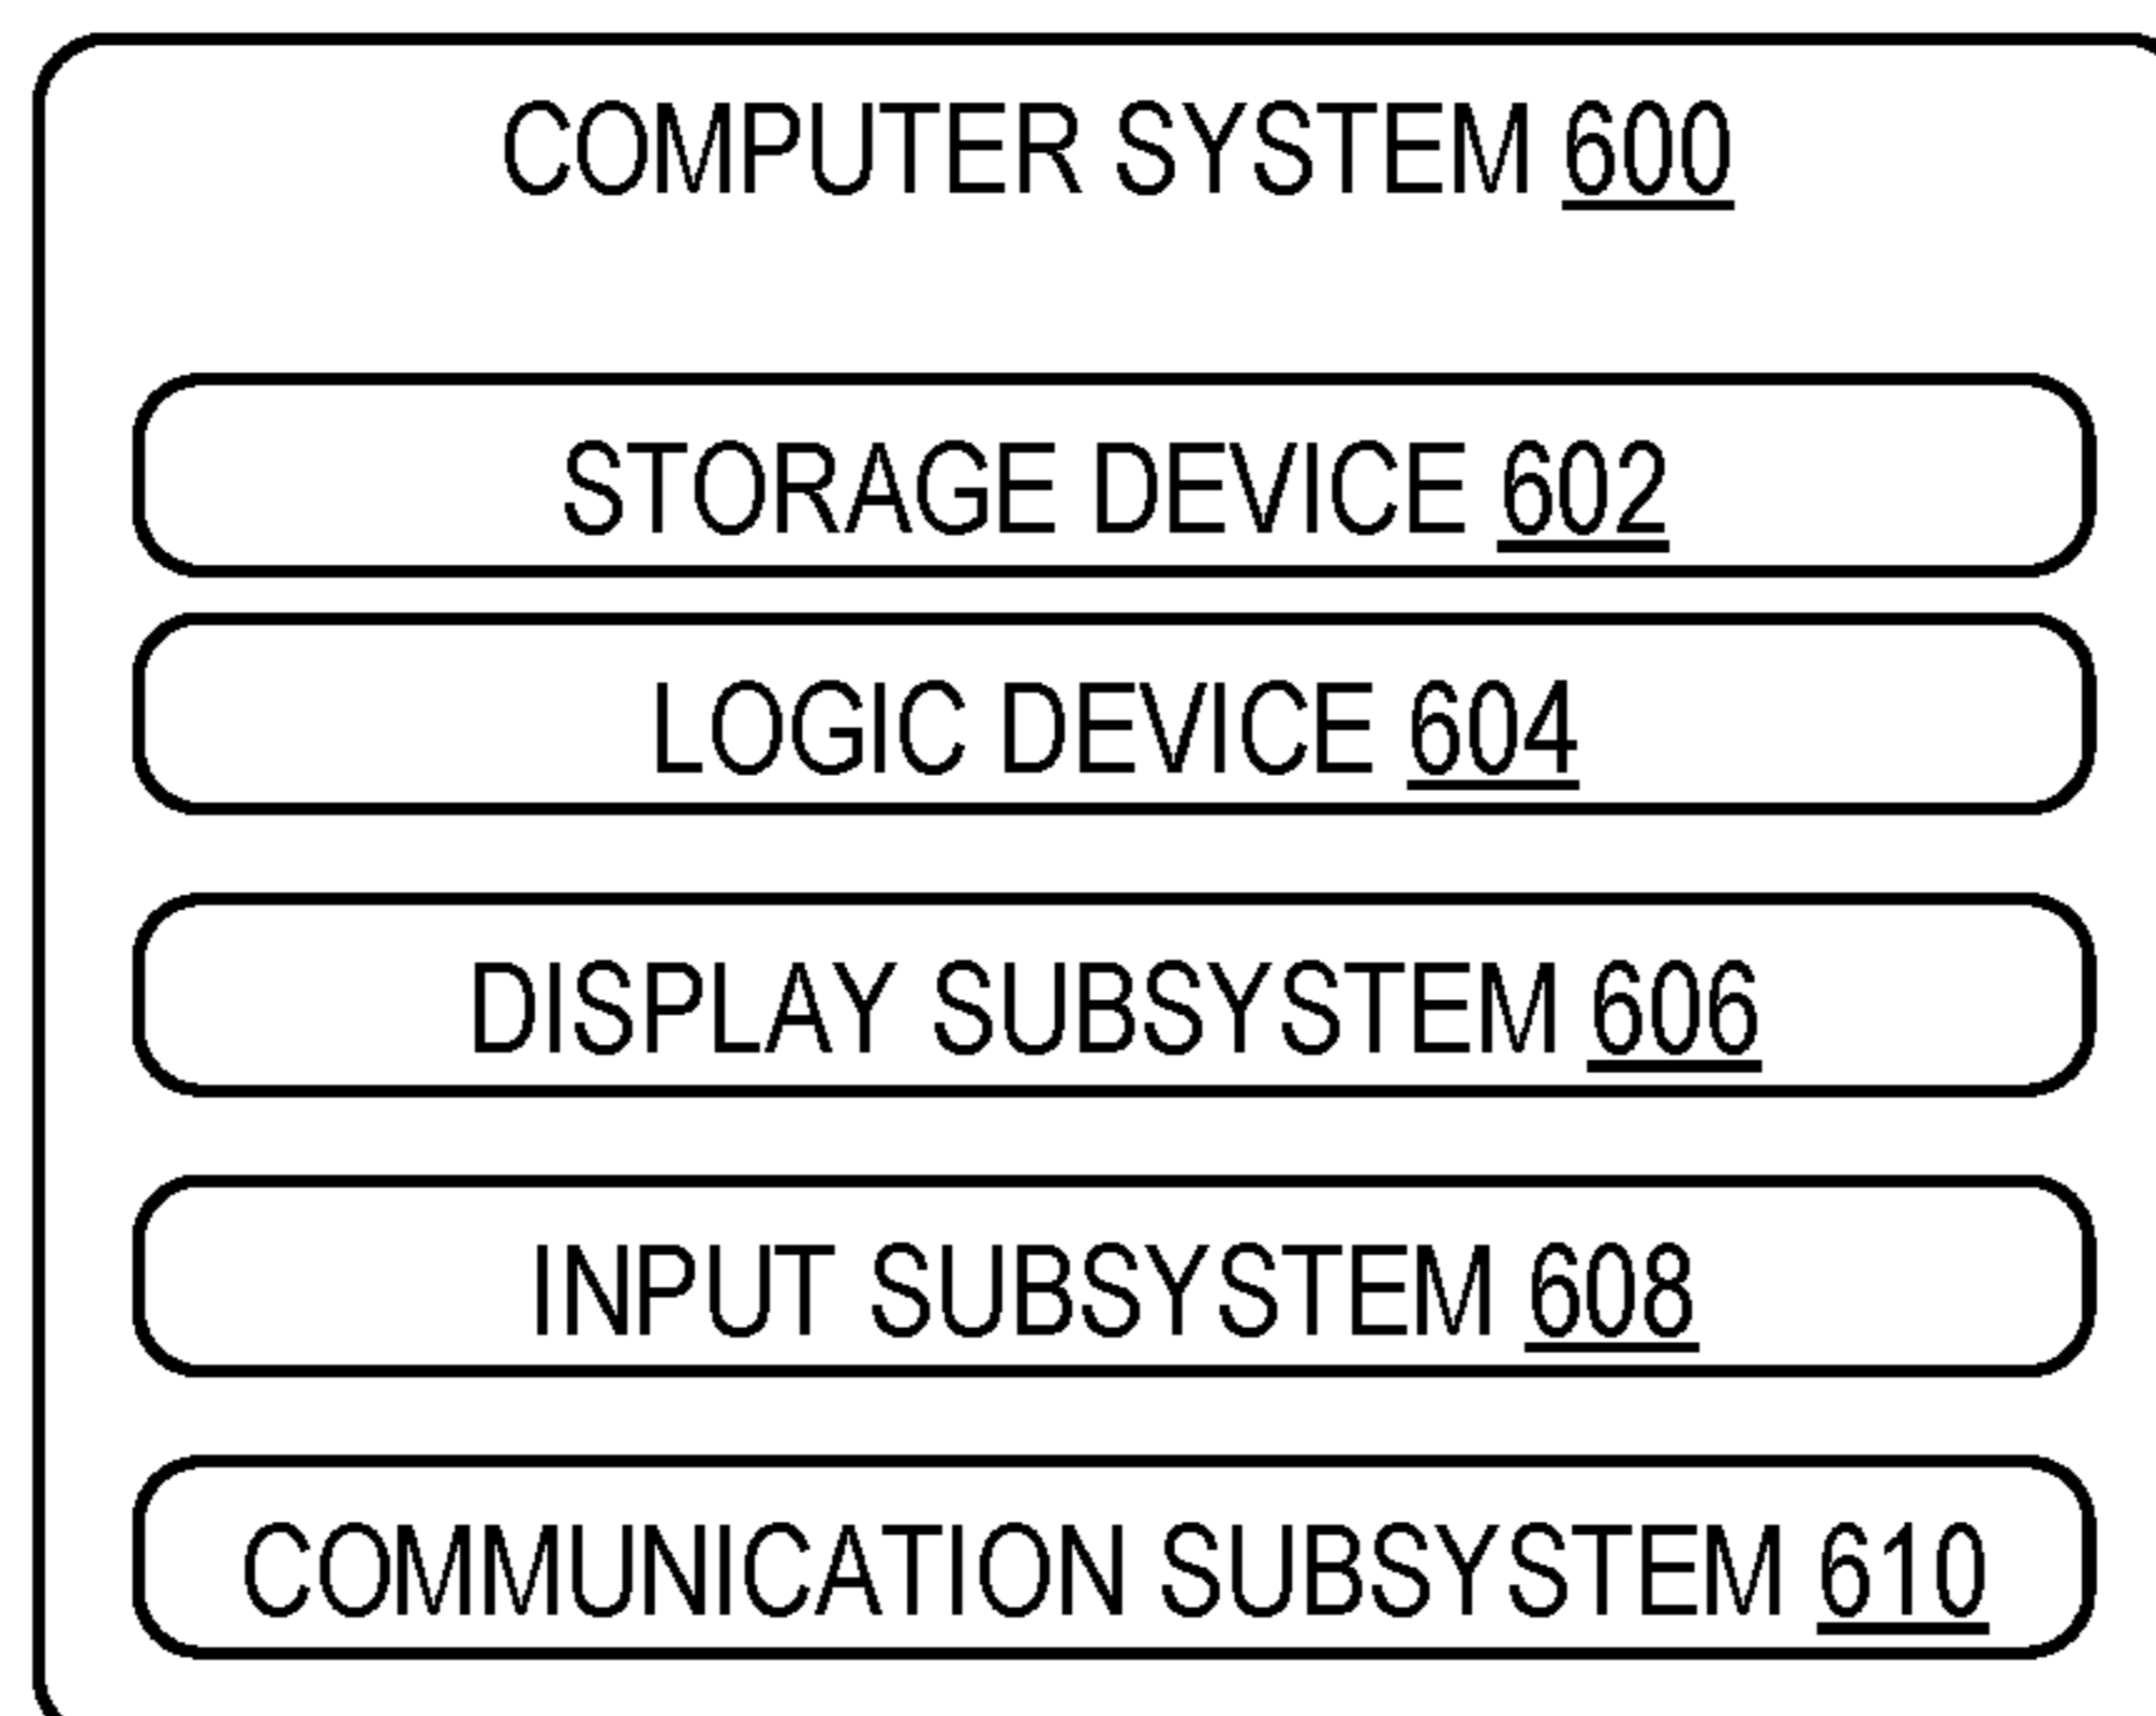 COMPUTER SYSTEM 600
STORAGE DEVICE 602
LOGIC DEVICE 604
DISPLAY SUBSYSTEM 606
INPUT SUBSYSTEM 608
COMMUNICATION SUBSYSTEM 610